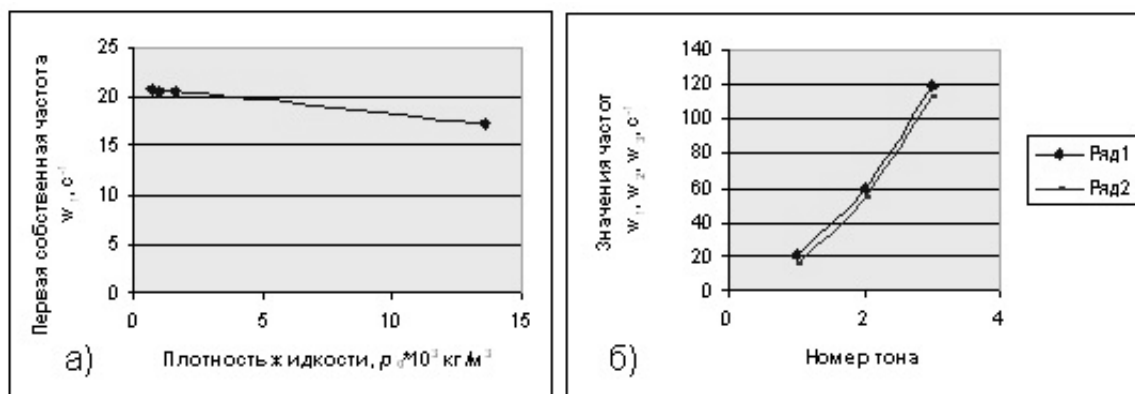 25
20
15
10
5
0
0 5 10 15
Первая собственная частота
w₁, с⁻¹
Плотность жидкости, ρ₀*10³ кг/м³
а)
140
120
100
80
60
40
20
0
0 2 4
Значения частот
w₁, w₂, w₃, с⁻¹
Номер тона
б)
Ряд1
Ряд2